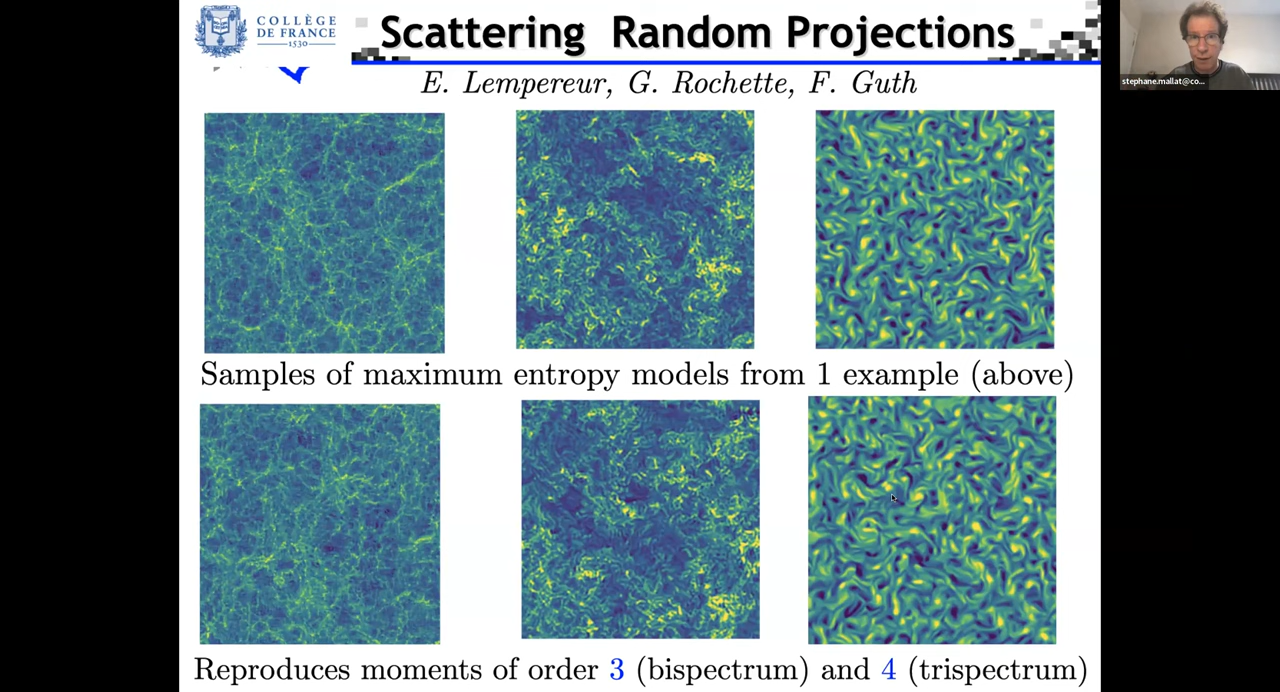 COLLÈGE
DE FRANCE
1530
Scattering Random Projections
E. Lempereur, G. Rochette, F. Guth
stephane.mallat@co...
Samples of maximum entropy models from 1 example (above)
Reproduces moments of order 3 (bispectrum) and 4 (trispectrum)